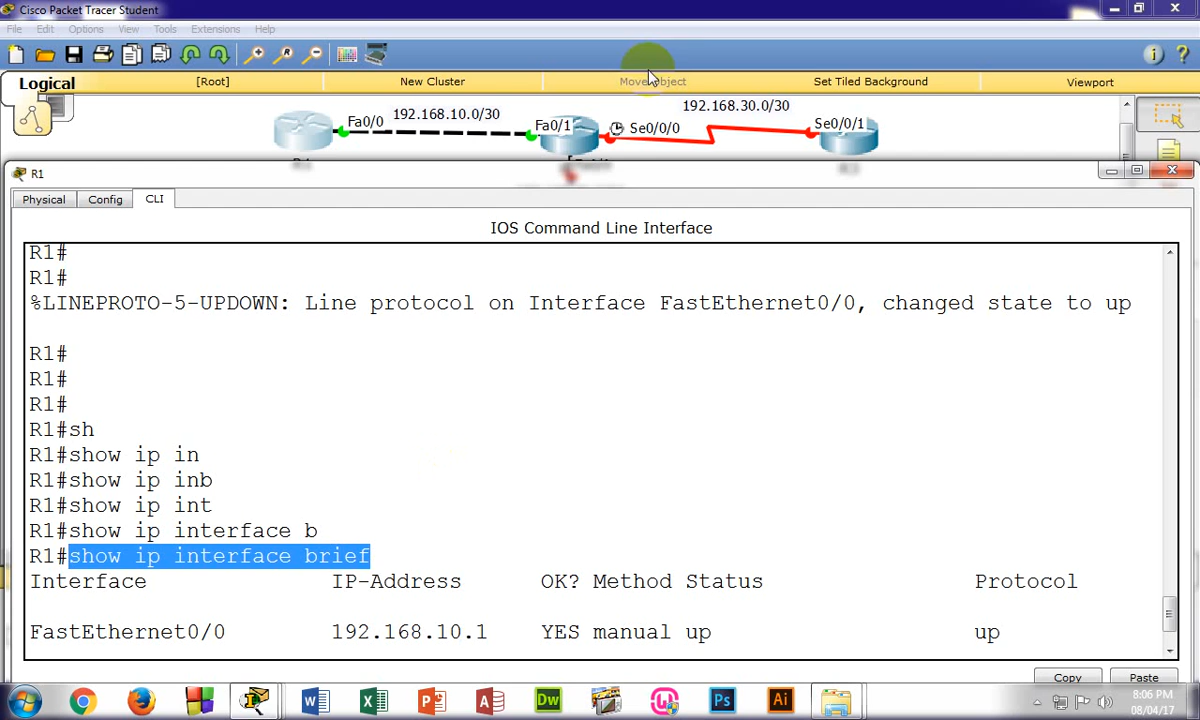 Cisco Packet Tracer Student
File Edit Options View Tools Extensions Help
Logical [Root] New Cluster Move Object Set Tiled Background Viewport
192.168.10.0/30 192.168.30.0/30
Fa0/0 Fa0/1 Se0/0/0 Se0/0/1
R1
Physical Config CLI
IOS Command Line Interface
R1#
R1#
%LINEPROTO-5-UPDOWN: Line protocol on Interface FastEthernet0/0, changed state to up
R1#
R1#
R1#
R1#sh
R1#show ip in
R1#show ip inb
R1#show ip int
R1#show ip interface b
R1#show ip interface brief
Interface IP-Address OK? Method Status Protocol
FastEthernet0/0 192.168.10.1 YES manual up up
Copy Paste
8:06 PM
08/04/17